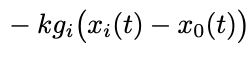 − kg_i(x_i(t) − x_0(t))